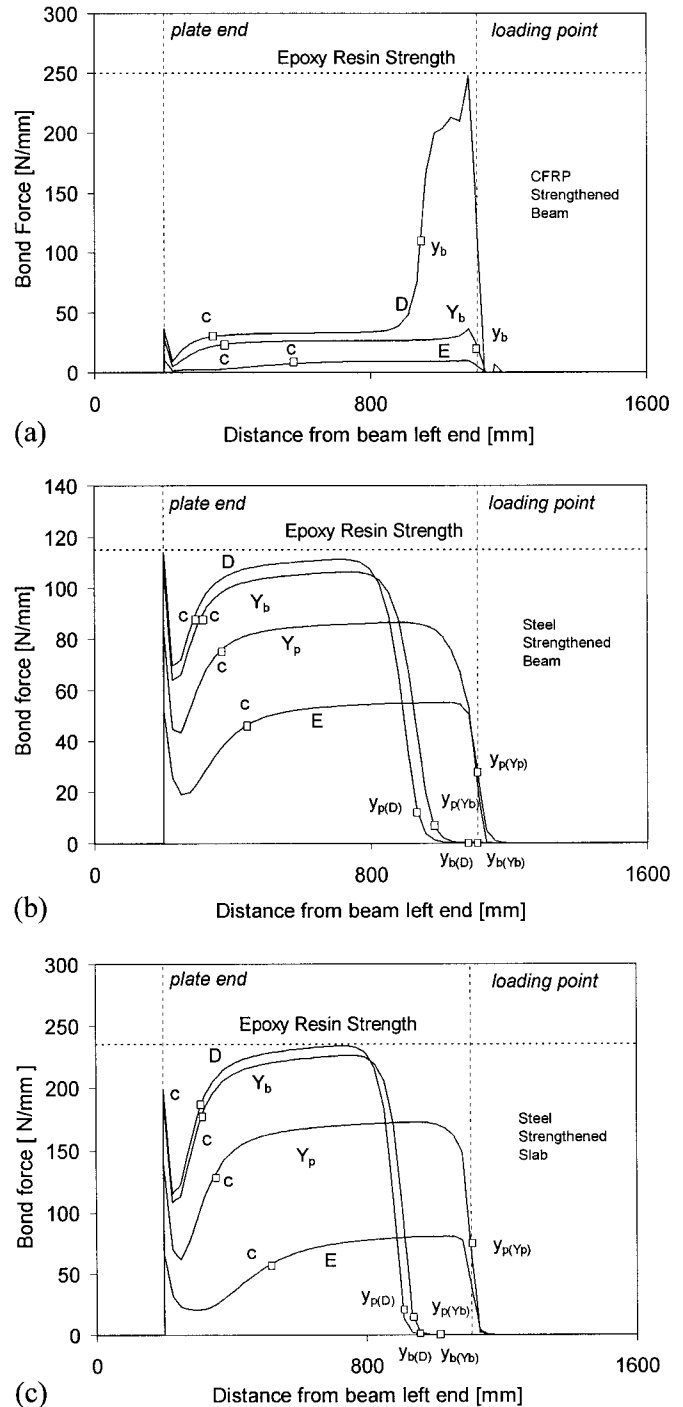 300
250
200
150
100
50
0
Bond Force [N/mm]
plate end
loading point
Epoxy Resin Strength
CFRP
Strengthened
Beam
y_b
c
D
Y_b
y_b
c
c
E
0
800
1600
(a)
Distance from beam left end [mm]
140
120
100
80
60
40
20
0
Bond force [N/mm]
plate end
loading point
Epoxy Resin Strength
D
c
c
Y_b
Steel
Strengthened
Beam
Y_p
c
c
E
y_p(Yp)
y_p(D)
y_p(Yb)
y_b(D)
y_b(Yb)
0
800
1600
(b)
Distance from beam left end [mm]
300
250
200
150
100
50
0
Bond force [ N/mm]
plate end
loading point
Epoxy Resin Strength
D
c
Y_b
c
Steel
Strengthened
Slab
Y_p
c
c
E
y_p(Yp)
y_p(D)
y_p(Yb)
y_b(D)
y_b(Yb)
0
800
1600
(c)
Distance from beam left end [mm]